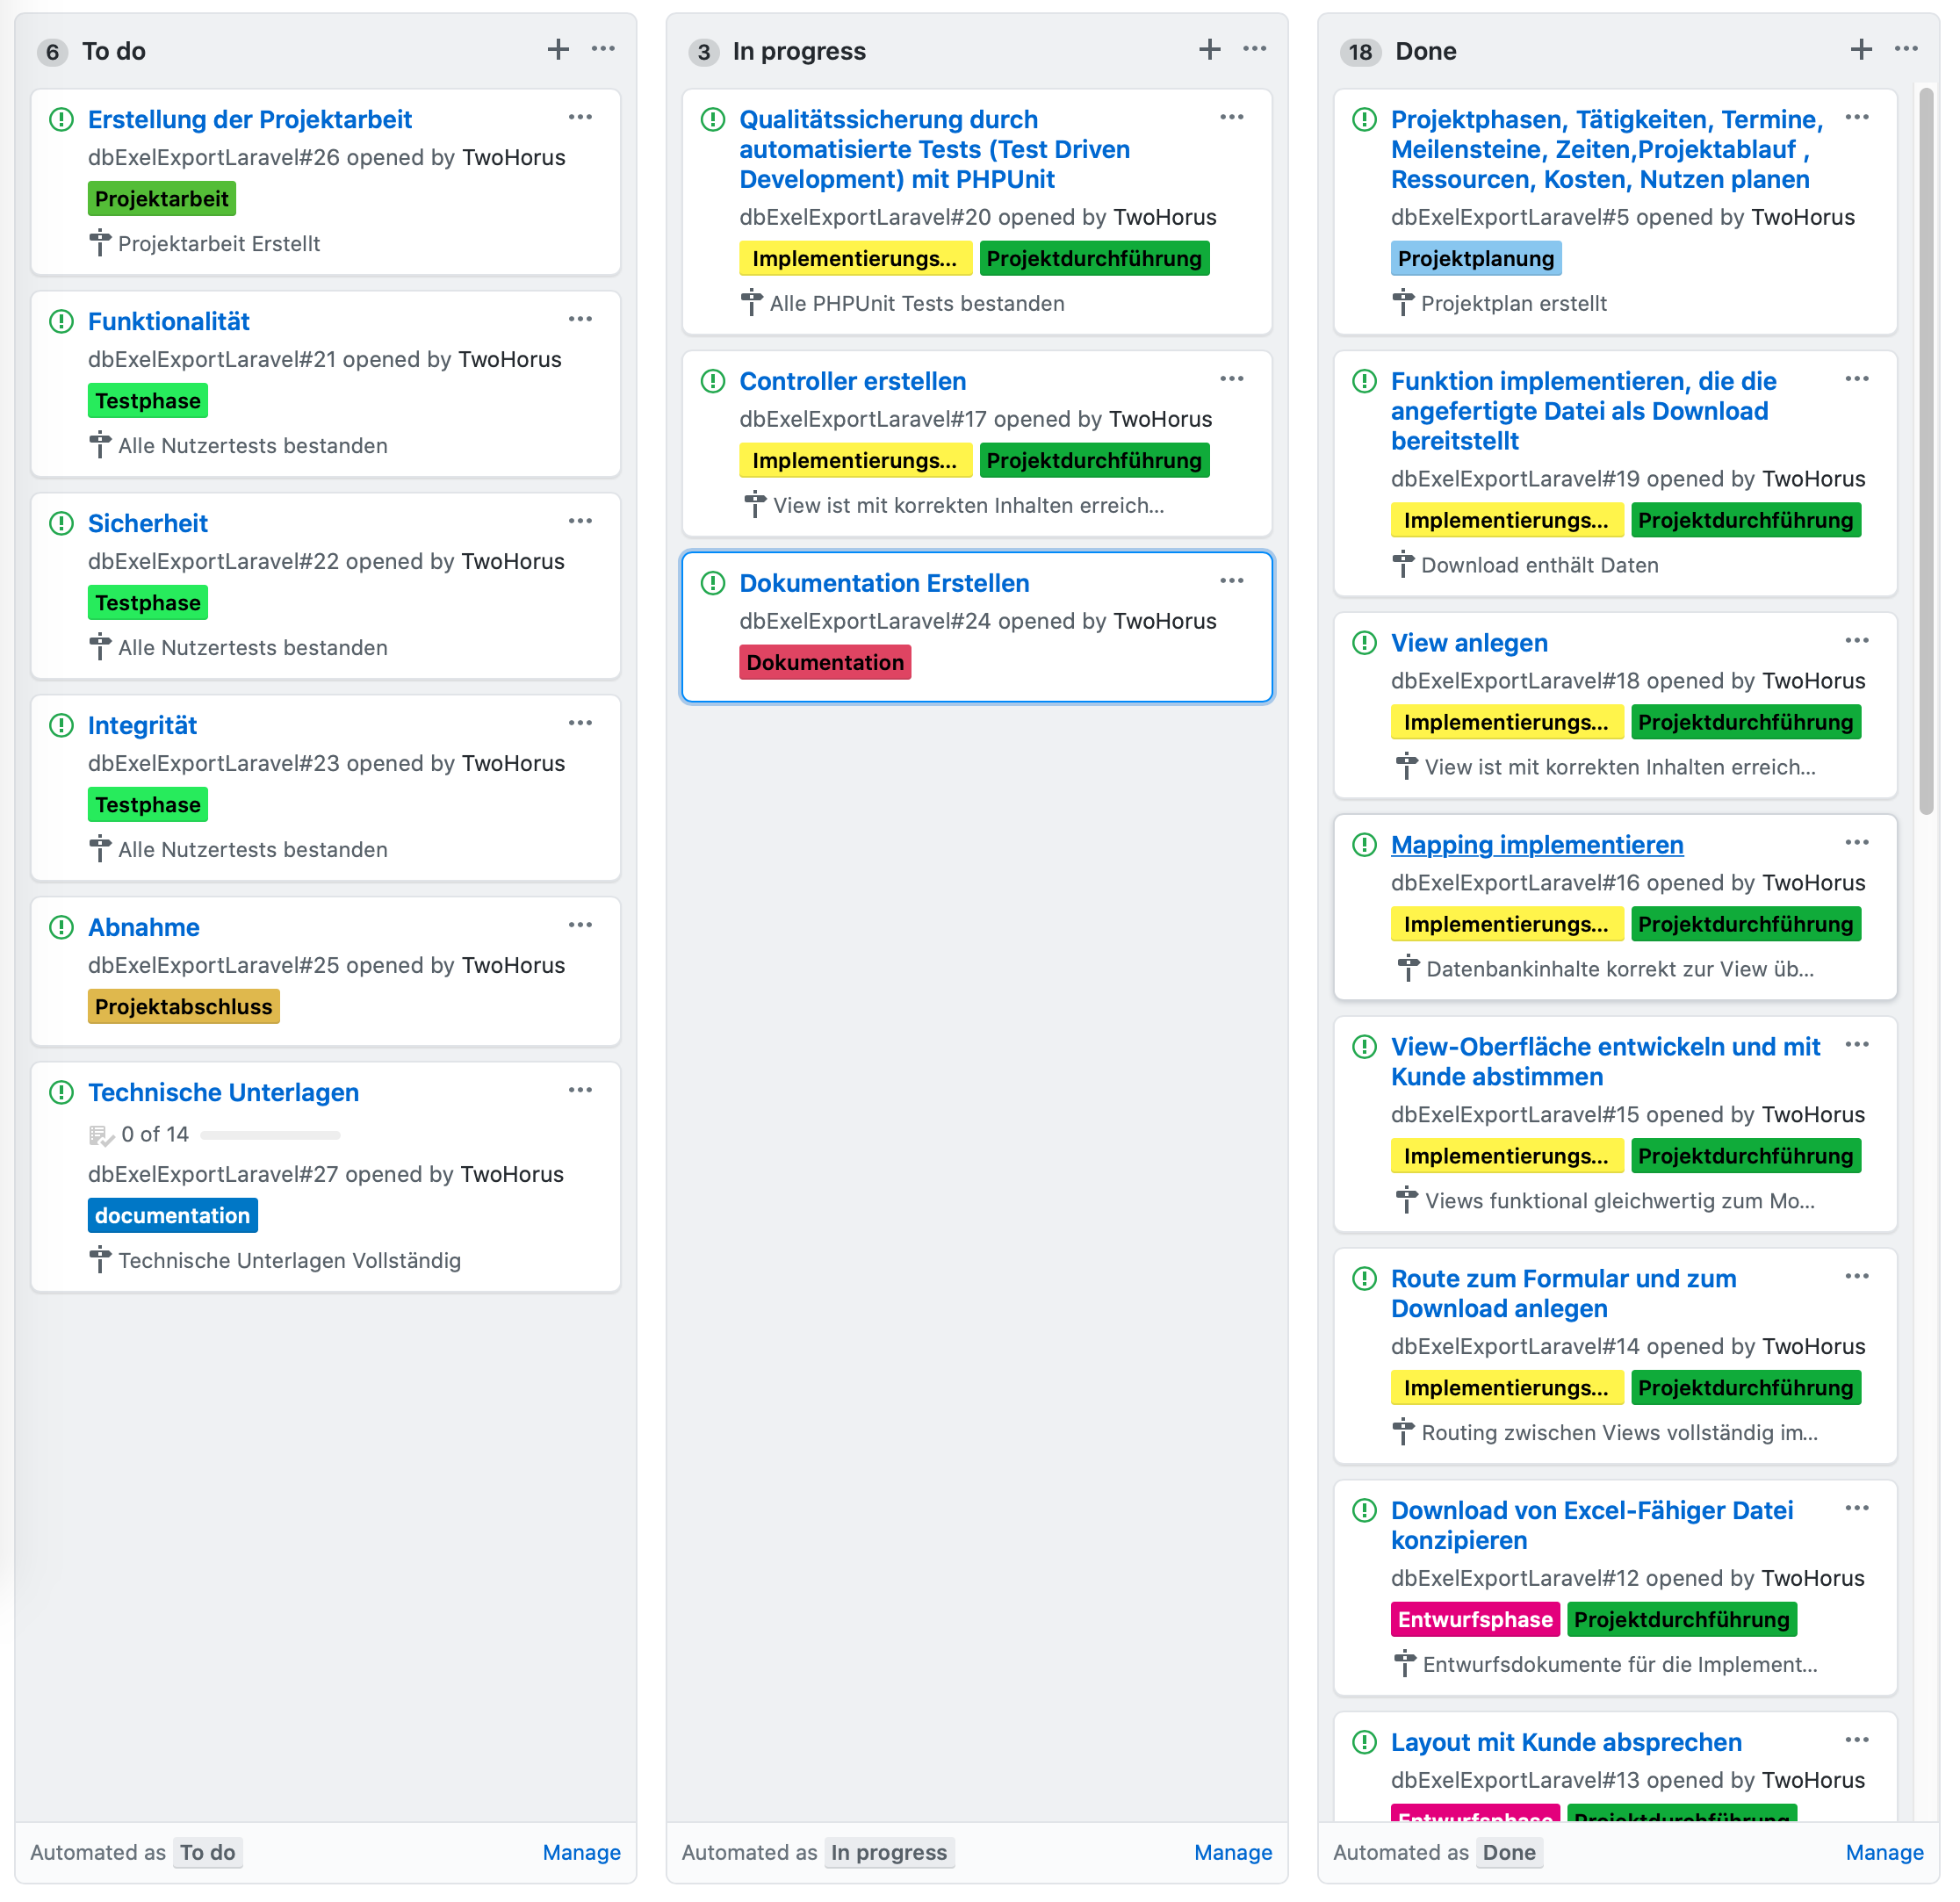 6 To do
Erstellung der Projektarbeit
dbExelExportLaravel#26 opened by TwoHorus
Projektarbeit
Projektarbeit Erstellt
Funktionalität
dbExelExportLaravel#21 opened by TwoHorus
Testphase
Alle Nutzertests bestanden
Sicherheit
dbExelExportLaravel#22 opened by TwoHorus
Testphase
Alle Nutzertests bestanden
Integrität
dbExelExportLaravel#23 opened by TwoHorus
Testphase
Alle Nutzertests bestanden
Abnahme
dbExelExportLaravel#25 opened by TwoHorus
Projektabschluss
Technische Unterlagen
0 of 14
dbExelExportLaravel#27 opened by TwoHorus
documentation
Technische Unterlagen Vollständig
Automated as To do Manage
3 In progress
Qualitätssicherung durch
automatisierte Tests (Test Driven
Development) mit PHPUnit
dbExelExportLaravel#20 opened by TwoHorus
Implementierungs... Projektdurchführung
Alle PHPUnit Tests bestanden
Controller erstellen
dbExelExportLaravel#17 opened by TwoHorus
Implementierungs... Projektdurchführung
View ist mit korrekten Inhalten erreich...
Dokumentation Erstellen
dbExelExportLaravel#24 opened by TwoHorus
Dokumentation
Automated as In progress Manage
18 Done
Projektphasen, Tätigkeiten, Termine,
Meilensteine, Zeiten,Projektablauf ,
Ressourcen, Kosten, Nutzen planen
dbExelExportLaravel#5 opened by TwoHorus
Projektplanung
Projektplan erstellt
Funktion implementieren, die die
angefertigte Datei als Download
bereitstellt
dbExelExportLaravel#19 opened by TwoHorus
Implementierungs... Projektdurchführung
Download enthält Daten
View anlegen
dbExelExportLaravel#18 opened by TwoHorus
Implementierungs... Projektdurchführung
View ist mit korrekten Inhalten erreich...
Mapping implementieren
dbExelExportLaravel#16 opened by TwoHorus
Implementierungs... Projektdurchführung
Datenbankinhalte korrekt zur View üb...
View-Oberfläche entwickeln und mit
Kunde abstimmen
dbExelExportLaravel#15 opened by TwoHorus
Implementierungs... Projektdurchführung
Views funktional gleichwertig zum Mo...
Route zum Formular und zum
Download anlegen
dbExelExportLaravel#14 opened by TwoHorus
Implementierungs... Projektdurchführung
Routing zwischen Views vollständig im...
Download von Excel-Fähiger Datei
konzipieren
dbExelExportLaravel#12 opened by TwoHorus
Entwurfsphase Projektdurchführung
Entwurfsdokumente für die Implement...
Layout mit Kunde absprechen
dbExelExportLaravel#13 opened by TwoHorus
Entwurfsphase Projektdurchführung
Automated as Done Manage